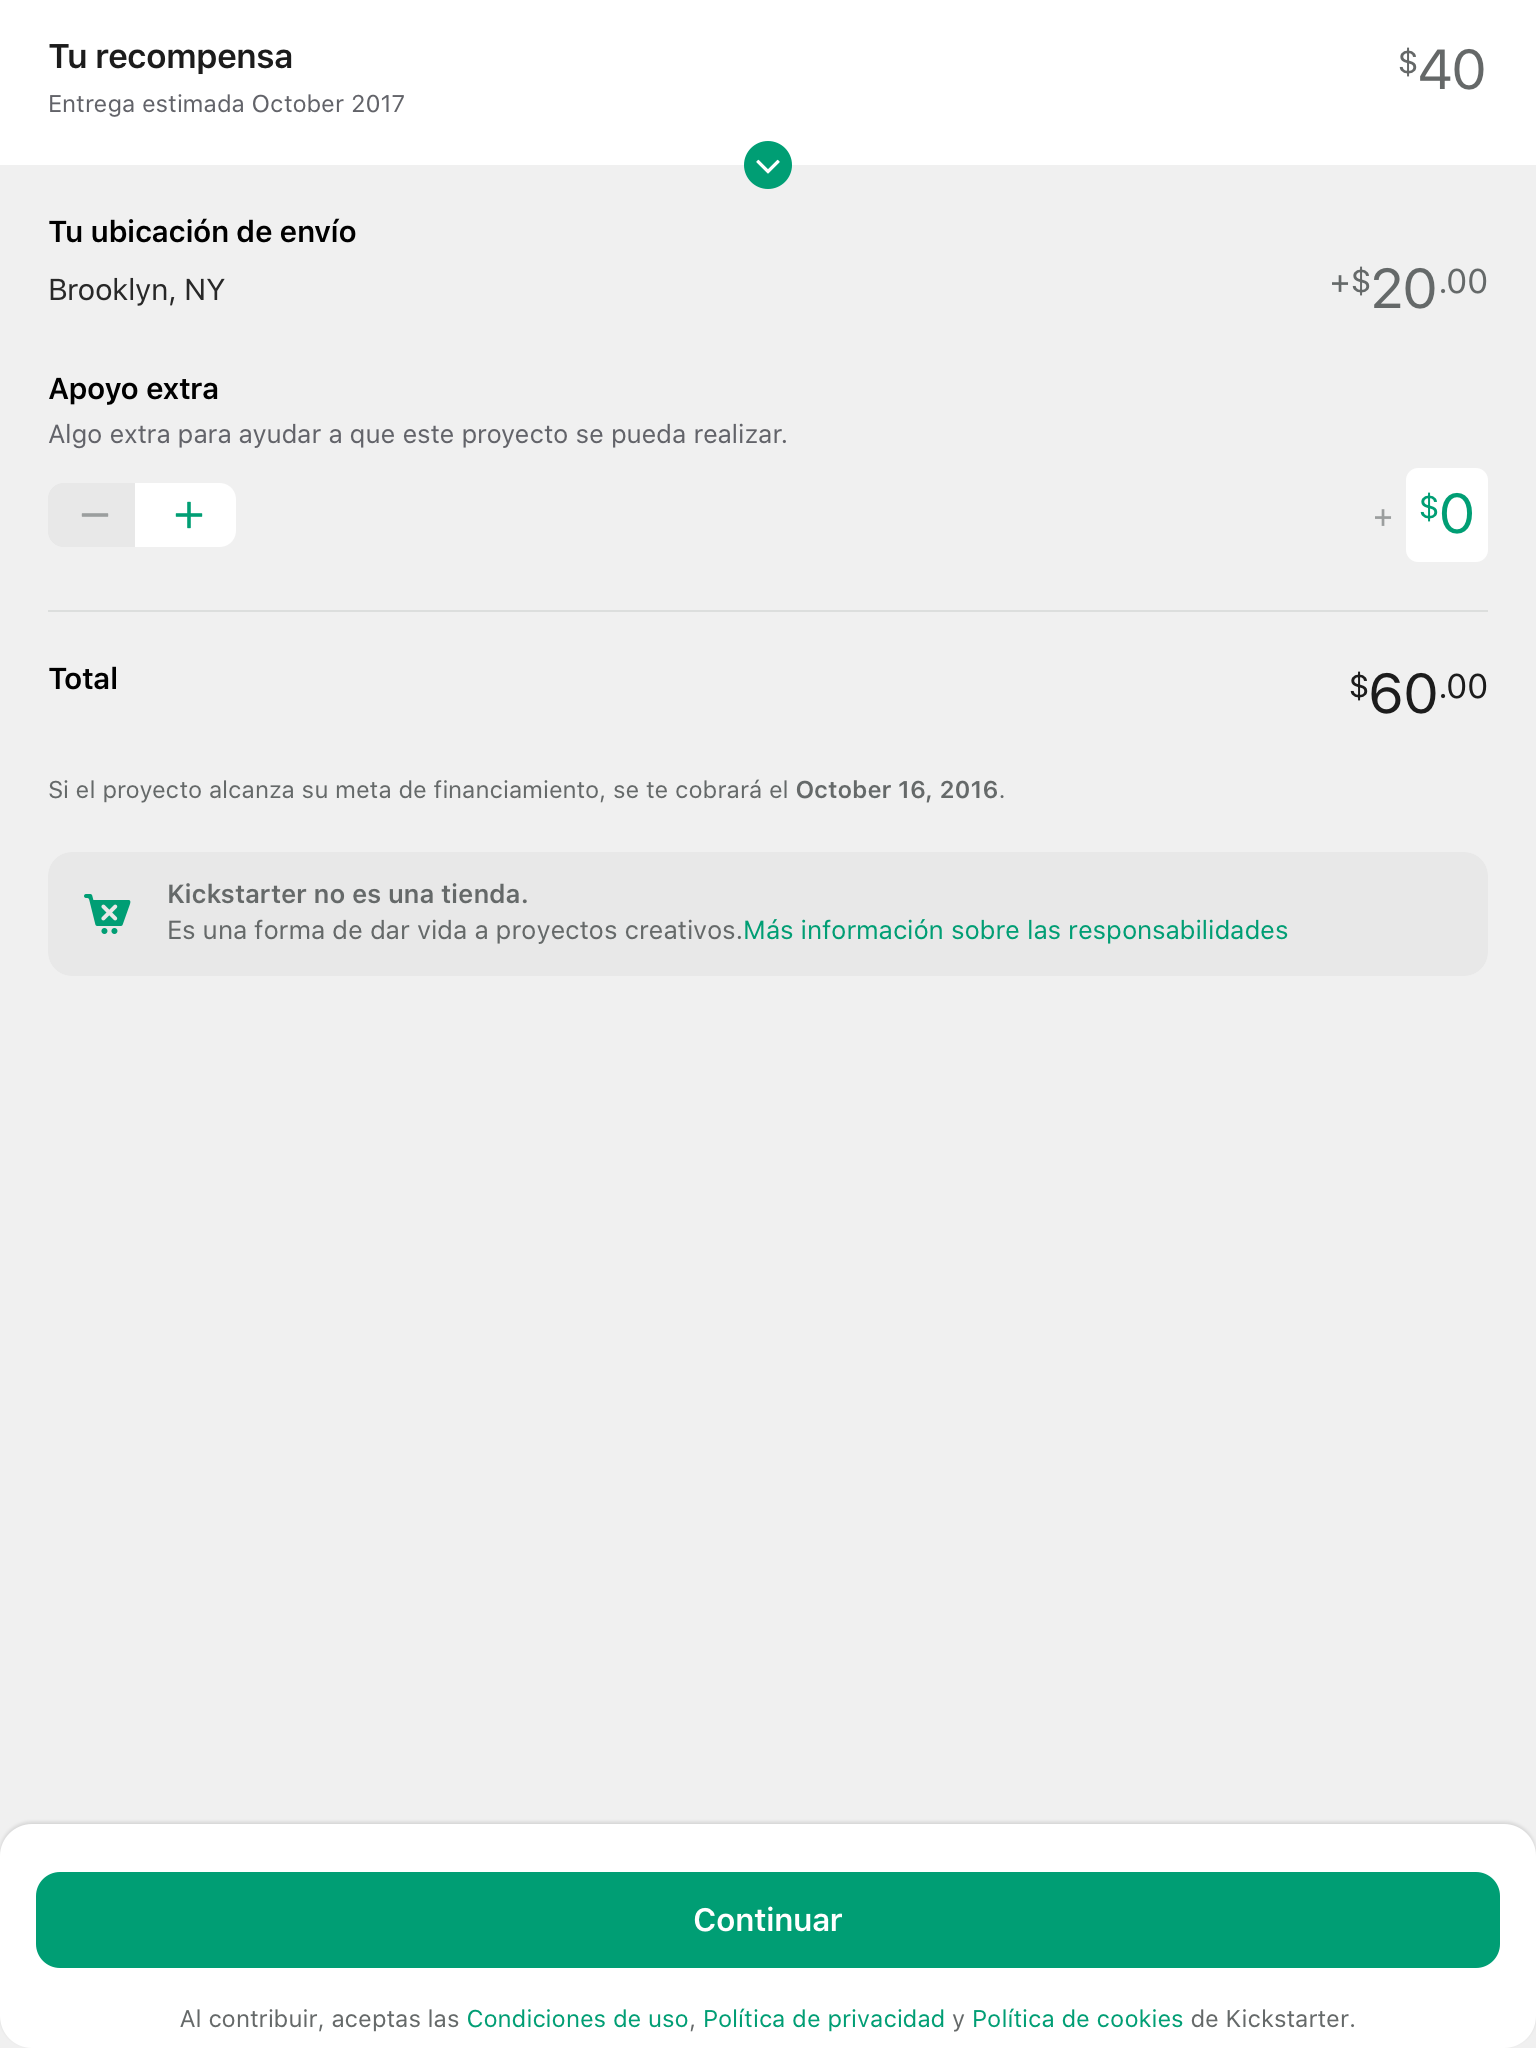 Tu recompensa
$40
Entrega estimada October 2017
Tu ubicación de envío
Brooklyn, NY
+$20.00
Apoyo extra
Algo extra para ayudar a que este proyecto se pueda realizar.
+ $0
Total
$60.00
Si el proyecto alcanza su meta de financiamiento, se te cobrará el October 16, 2016.
Kickstarter no es una tienda.
Es una forma de dar vida a proyectos creativos.Más información sobre las responsabilidades
Continuar
Al contribuir, aceptas las Condiciones de uso, Política de privacidad y Política de cookies de Kickstarter.